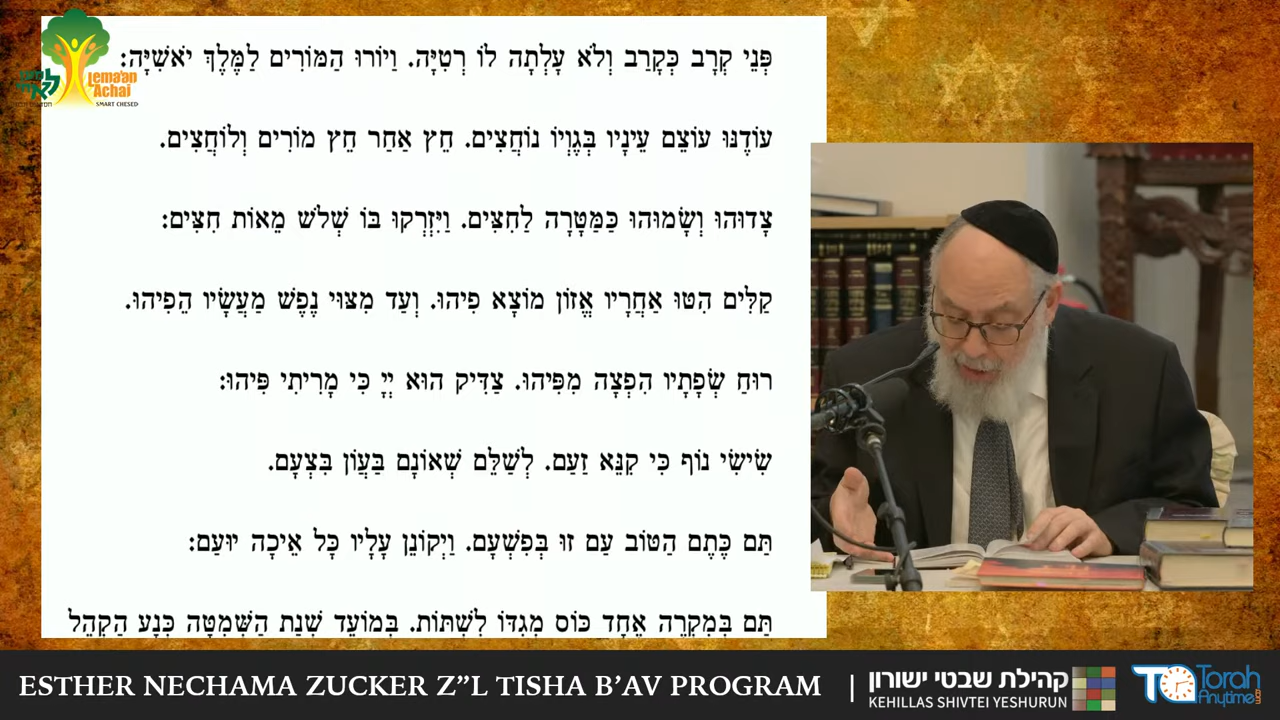 פְּנֵי קְרָב כְּקָרַב וְלֹא עָלְתָה לוֹ רְטִיָּה. וַיּוֹרוּ הַמּוֹרִים לַמֶּלֶךְ יֹאשִׁיָּה:
עוֹדֶנּוּ עוֹצֵם עֵינָיו בְּגֶוְיוֹ נוֹחֲצִים. חֵץ אַחַר חֵץ מוֹרִים וְלוֹחֲצִים.
צָדוּהוּ וְשָׂמוּהוּ כַּמַּטָּרָה לַחִצִּים. וַיִּזְרְקוּ בוֹ שְׁלֹשׁ מֵאוֹת חִצִּים:
קַלִּים הִטּוּ אַחֲרָיו אֱזוֹן מוֹצָא פִיהוּ. וְעַד מִצּוּי נֶפֶשׁ מַעֲשָׂיו הֵפִיהוּ.
רוּחַ שְׂפָתָיו הִפְצָה מִפִּיהוּ. צַדִּיק הוּא יְיָ כִּי מָרִיתִי פִּיהוּ:
שִׂישִׂי נוֹף כִּי קִנֵּא זַעַם. לְשַׁלֵּם שְׁאוֹנָם בַּעֲוֹן בִּצְעָם.
תַּם כֶּתֶם הַטּוֹב עַם זוּ בְּפִשְׁעָם. וַיְקוֹנֵן עָלָיו כָּל אֵיכָה יוּעַם:
תַּם בְּמִקְרֶה אֶחָד כּוֹס מְגִדּוֹ לִשְׁתּוֹת. בְּמוֹעֵד שְׁנַת הַשְּׁמִטָּה כְּנָע הַקְהֵל
Lema'an Achai
SMART CHESED
ESTHER NECHAMA ZUCKER Z”L TISHA B’AV PROGRAM
קהילת שבטי ישורון
KEHILLAS SHIVTEI YESHURUN
Torah Anytime